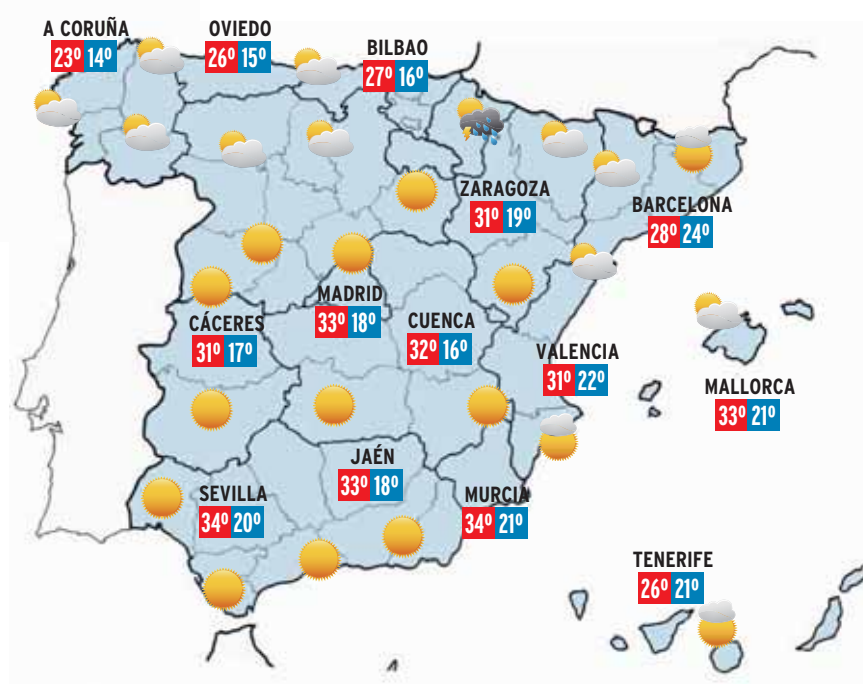 A CORUÑA
23º 14º
OVIEDO
26º 15º
BILBAO
27º 16º
ZARAGOZA
31º 19º
BARCELONA
28º 24º
MADRID
33º 18º
CÁCERES
31º 17º
CUENCA
32º 16º
VALENCIA
31º 22º
MALLORCA
33º 21º
JAÉN
33º 18º
SEVILLA
34º 20º
MURCIA
34º 21º
TENERIFE
26º 21º